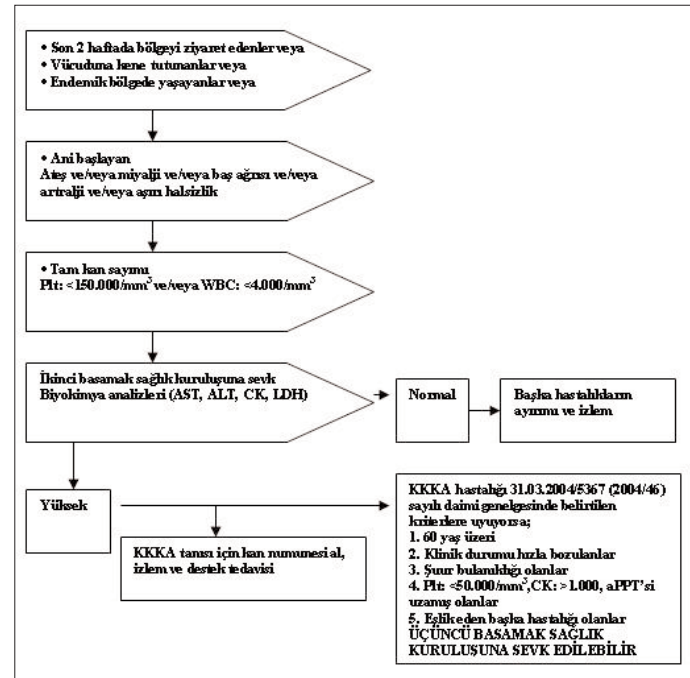 • Son 2 haftada bölgeyi ziyaret edenler veya
• Vücuduna kene tutunanlar veya
• Endemik bölgede yaşayanlar veya
• Ani başlayan
Ateş ve/veya miyalji ve/veya baş ağrısı ve/veya
artralji ve/veya aşırı halsizlik
• Tam kan sayımı
Plt: <150.000/mm³ ve/veya WBC: <4.000/mm³
İkinci basamak sağlık kuruluşuna sevk
Biyokimya analizleri (AST, ALT, CK, LDH)
Normal
Başka hastalıkların
ayırımı ve izlem
Yüksek
KKKA tanısı için kan numunesi al,
izlem ve destek tedavisi
KKKA hastalığı 31.03.2004/5367 (2004/46)
sayılı daimi genelgesinde belirtilen
kriterlere uyuyorsa;
1. 60 yaş üzeri
2. Klinik durumu hızla bozulanlar
3. Şuur bulanıklığı olanlar
4. Plt: <50.000/mm³,CK: >1.000, aPPT'si
uzamış olanlar
5. Eşlik eden başka hastalığı olanlar
ÜÇÜNCÜ BASAMAK SAĞLIK
KURULUŞUNA SEVK EDİLEBİLİR